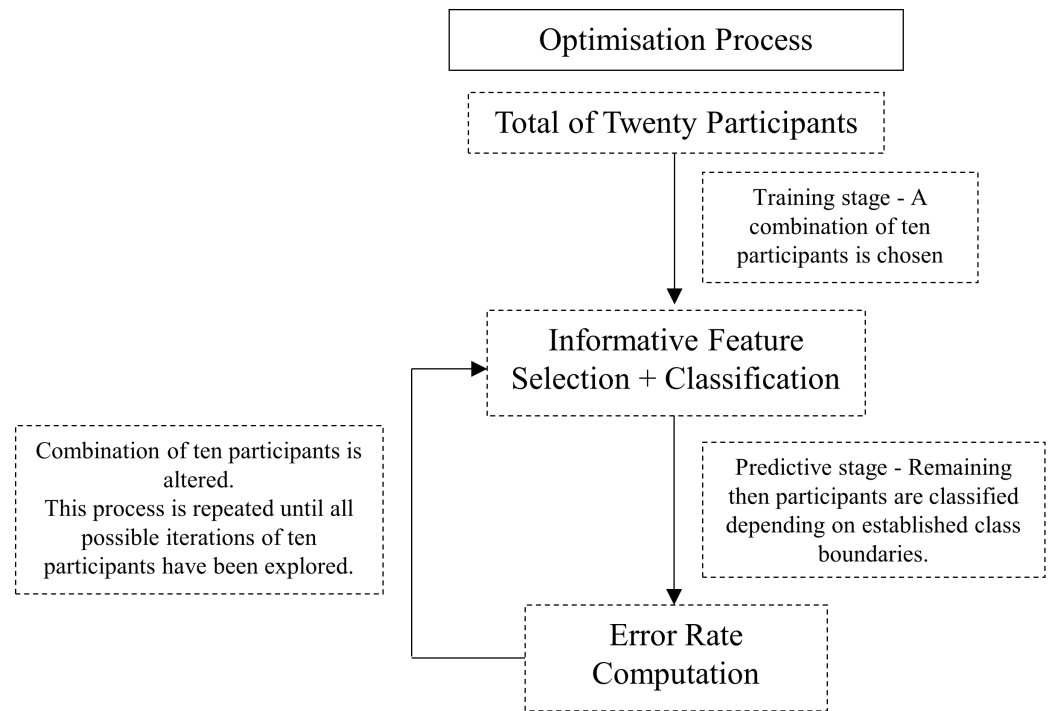 Optimisation Process
Total of Twenty Participants
Training stage - A
combination of ten
participants is chosen
Informative Feature
Selection + Classification
Combination of ten participants is
altered.
This process is repeated until all
possible iterations of ten
participants have been explored.
Predictive stage - Remaining
then participants are classified
depending on established class
boundaries.
Error Rate
Computation